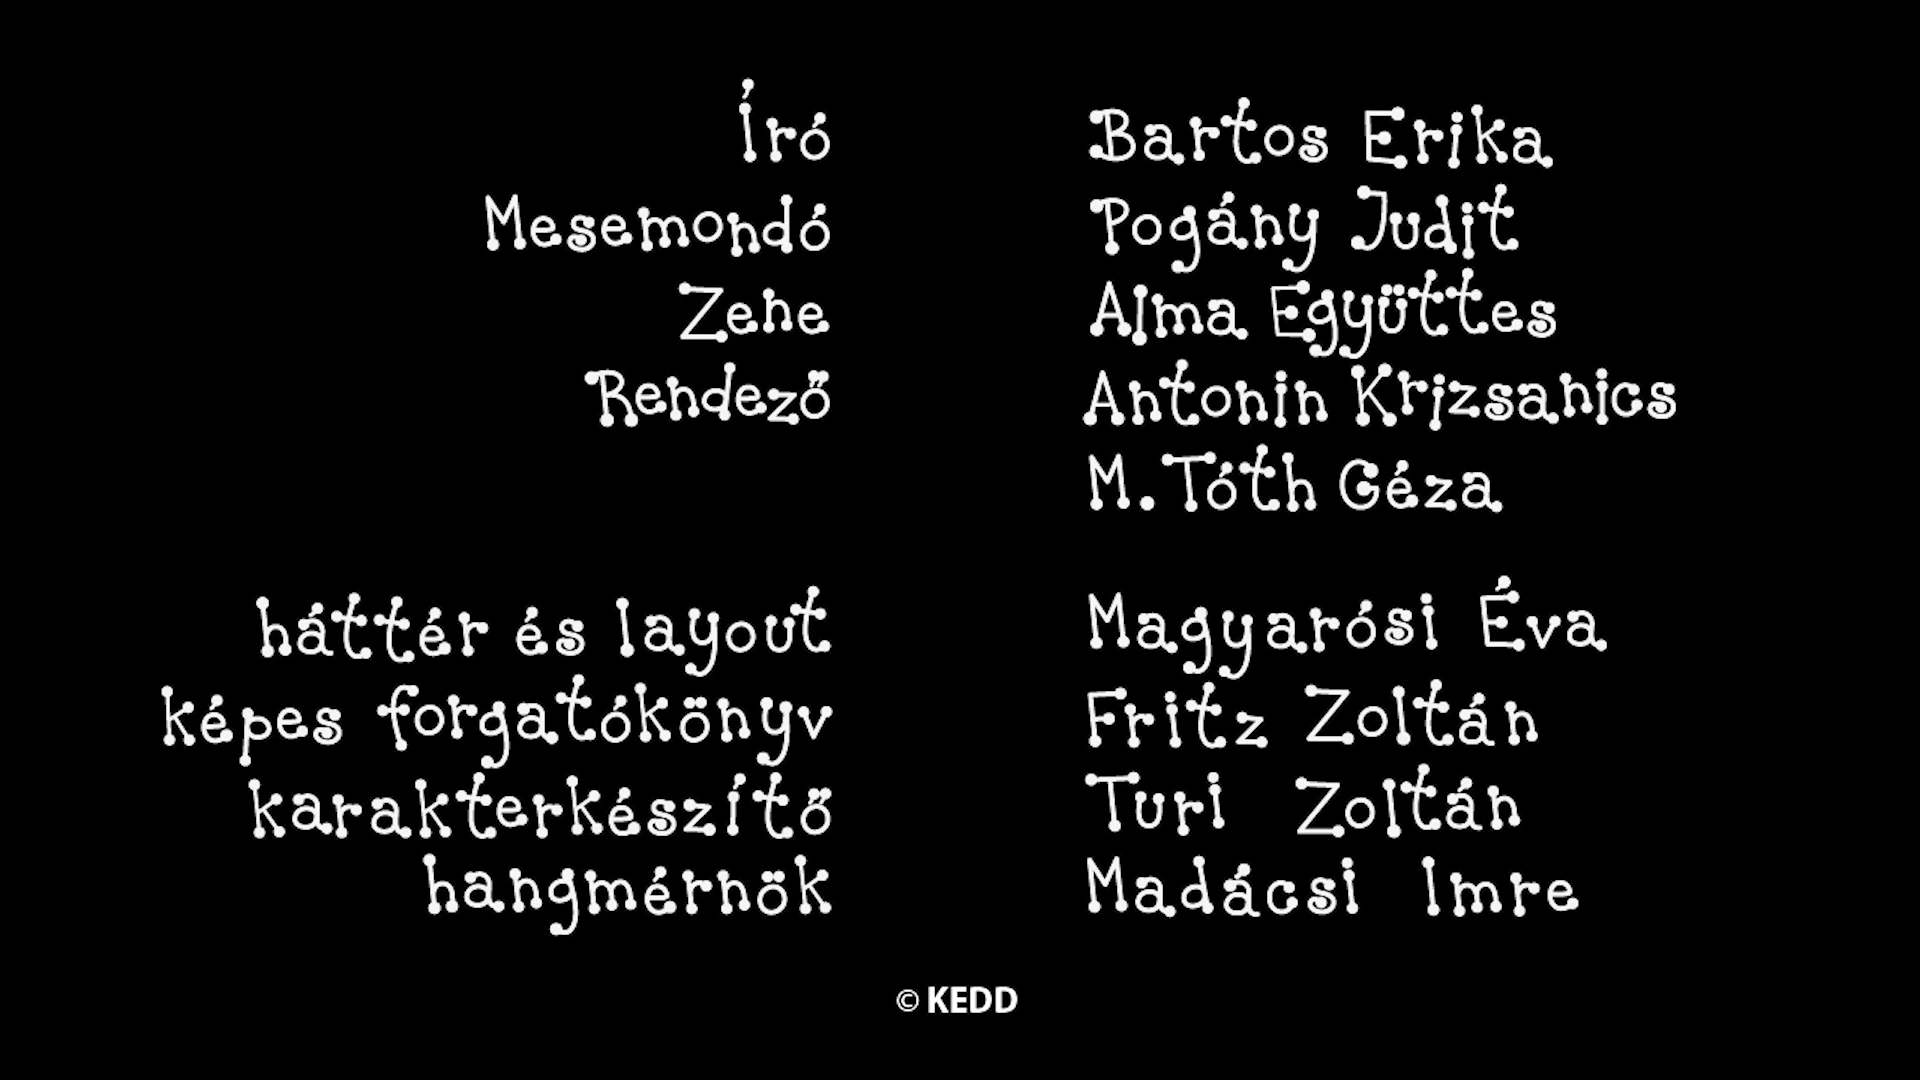 Író Bartos Erika
Mesemondó Pogány Judit
Zene Alma Együttes
Rendező Antonin Krizsanics
M. Tóth Géza
háttér és layout Magyarósi Éva
képes forgatókönyv Fritz Zoltán
karakterkészítő Turi Zoltán
hangmérnök Madácsi Imre
© KEDD